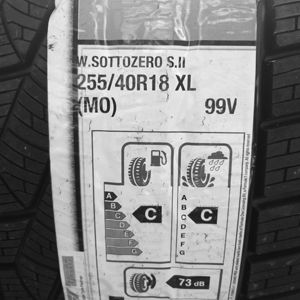 W.SOTTOZERO S.II
255/40R18 XL
(MO) 99V
A
B
C
D
E
F
G
C
A
B
C
D
E
F
G
C
73 dB